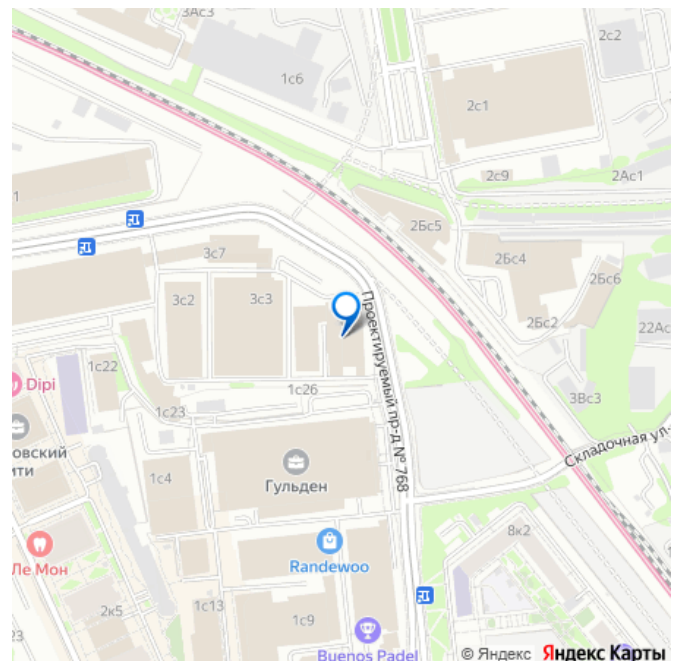 3Ас3
2с2
1с6
2с1
2с9
2Ас1
1
2Бс5
3с7
2Бс4
2Бс6
3с2
3с3
2Бс2
22Ас
Проектируемый пр-д № 768
1с22
Dipi
1с26
3Вс3
1с23
овский
ити
Складочная ул-
1с4
Гульден
8к2
Ле Мон
Randewoo
2к5
1с13
1с9
23
Buenos Padel
© Яндекс Яндекс Карты